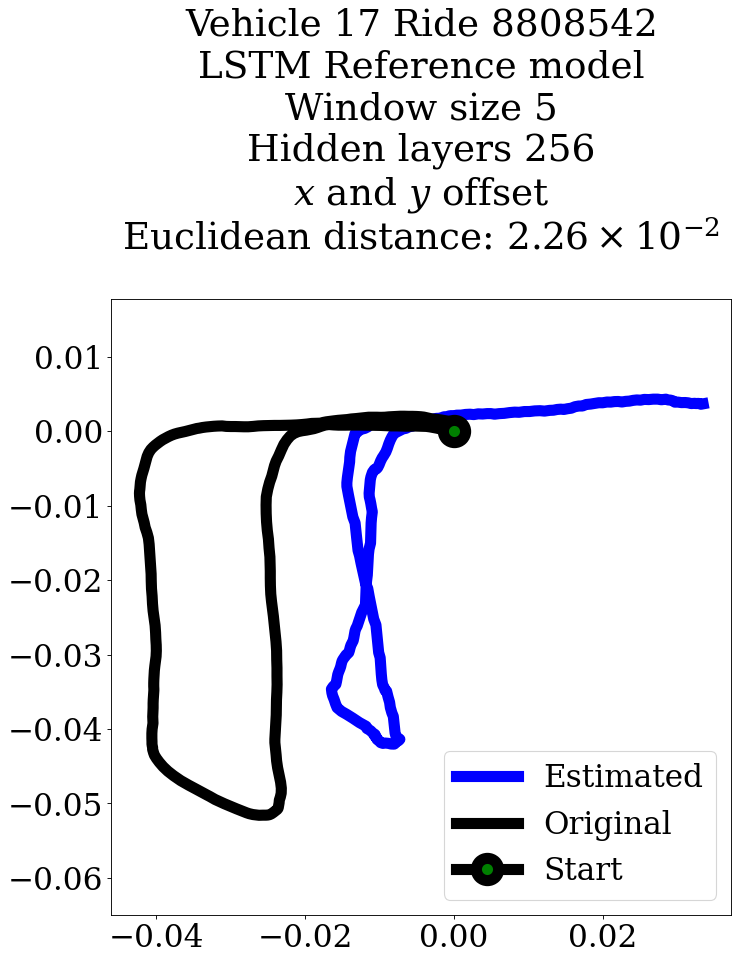 Vehicle 17 Ride 8808542
LSTM Reference model
Window size 5
Hidden layers 256
x and y offset
Euclidean distance: 2.26 × 10⁻²
0.01
0.00
−0.01
−0.02
−0.03
−0.04
−0.05
−0.06
Estimated
Original
Start
−0.04 −0.02 0.00 0.02